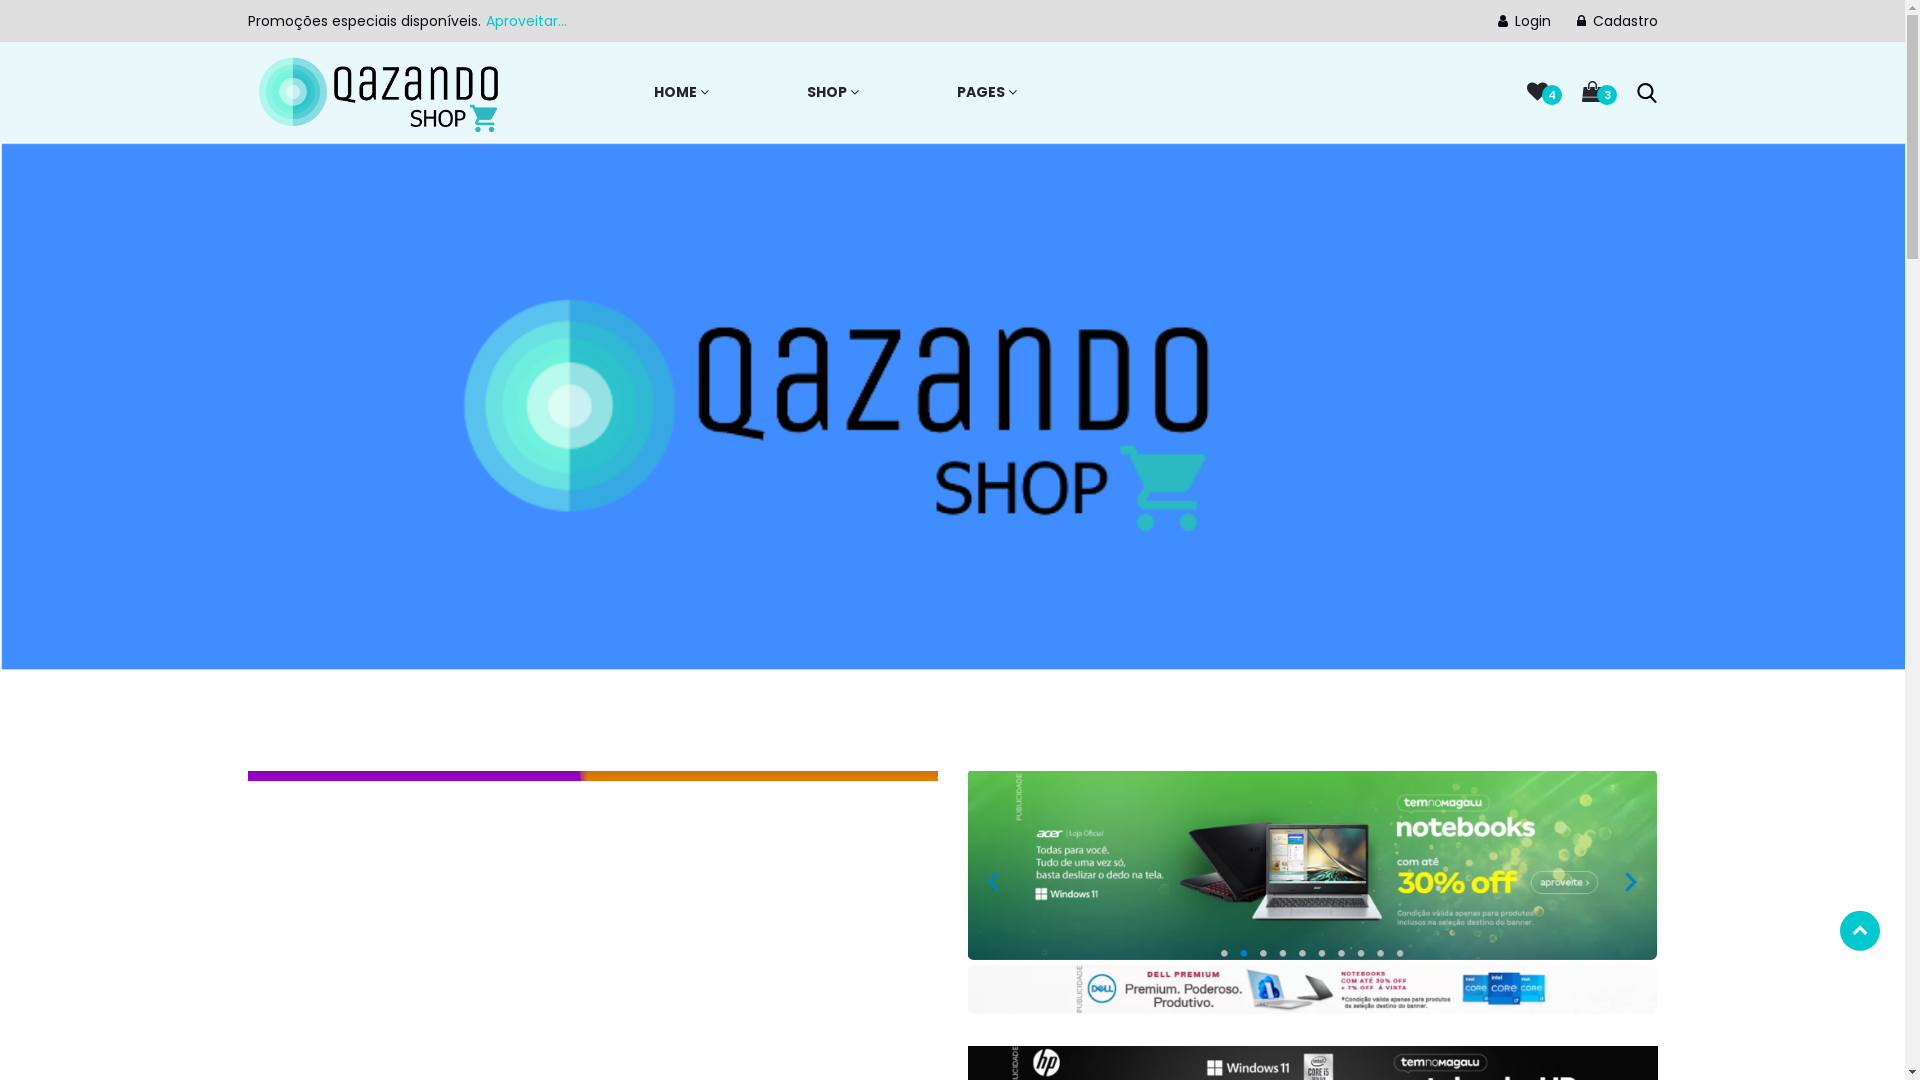 Promoções especiais disponíveis. Aproveitar...
Login
Cadastro
QAZANDO
SHOP
HOME
SHOP
PAGES
4
3
QAZANDO
SHOP
PUBLICIDADE
temnomagalu
notebooks
acer | Loja Oficial
Todas para você.
Tudo de uma vez só,
basta deslizar o dedo na tela.
Windows 11
com até
30% off
aproveite >
Condição válida apenas para produtos
inclusos na seleção destino do banner.
PUBLICIDADE
DELL
DELL PREMIUM
Premium. Poderoso.
Produtivo.
NOTEBOOKS
COM ATÉ 30% OFF
+ 7% OFF À VISTA
*Condição válida apenas para produtos
da seleção destino do banner.
intel
CORE
intel
CORE
i7
intel
CORE
hp
Windows 11
intel
CORE i5
temnomagalu